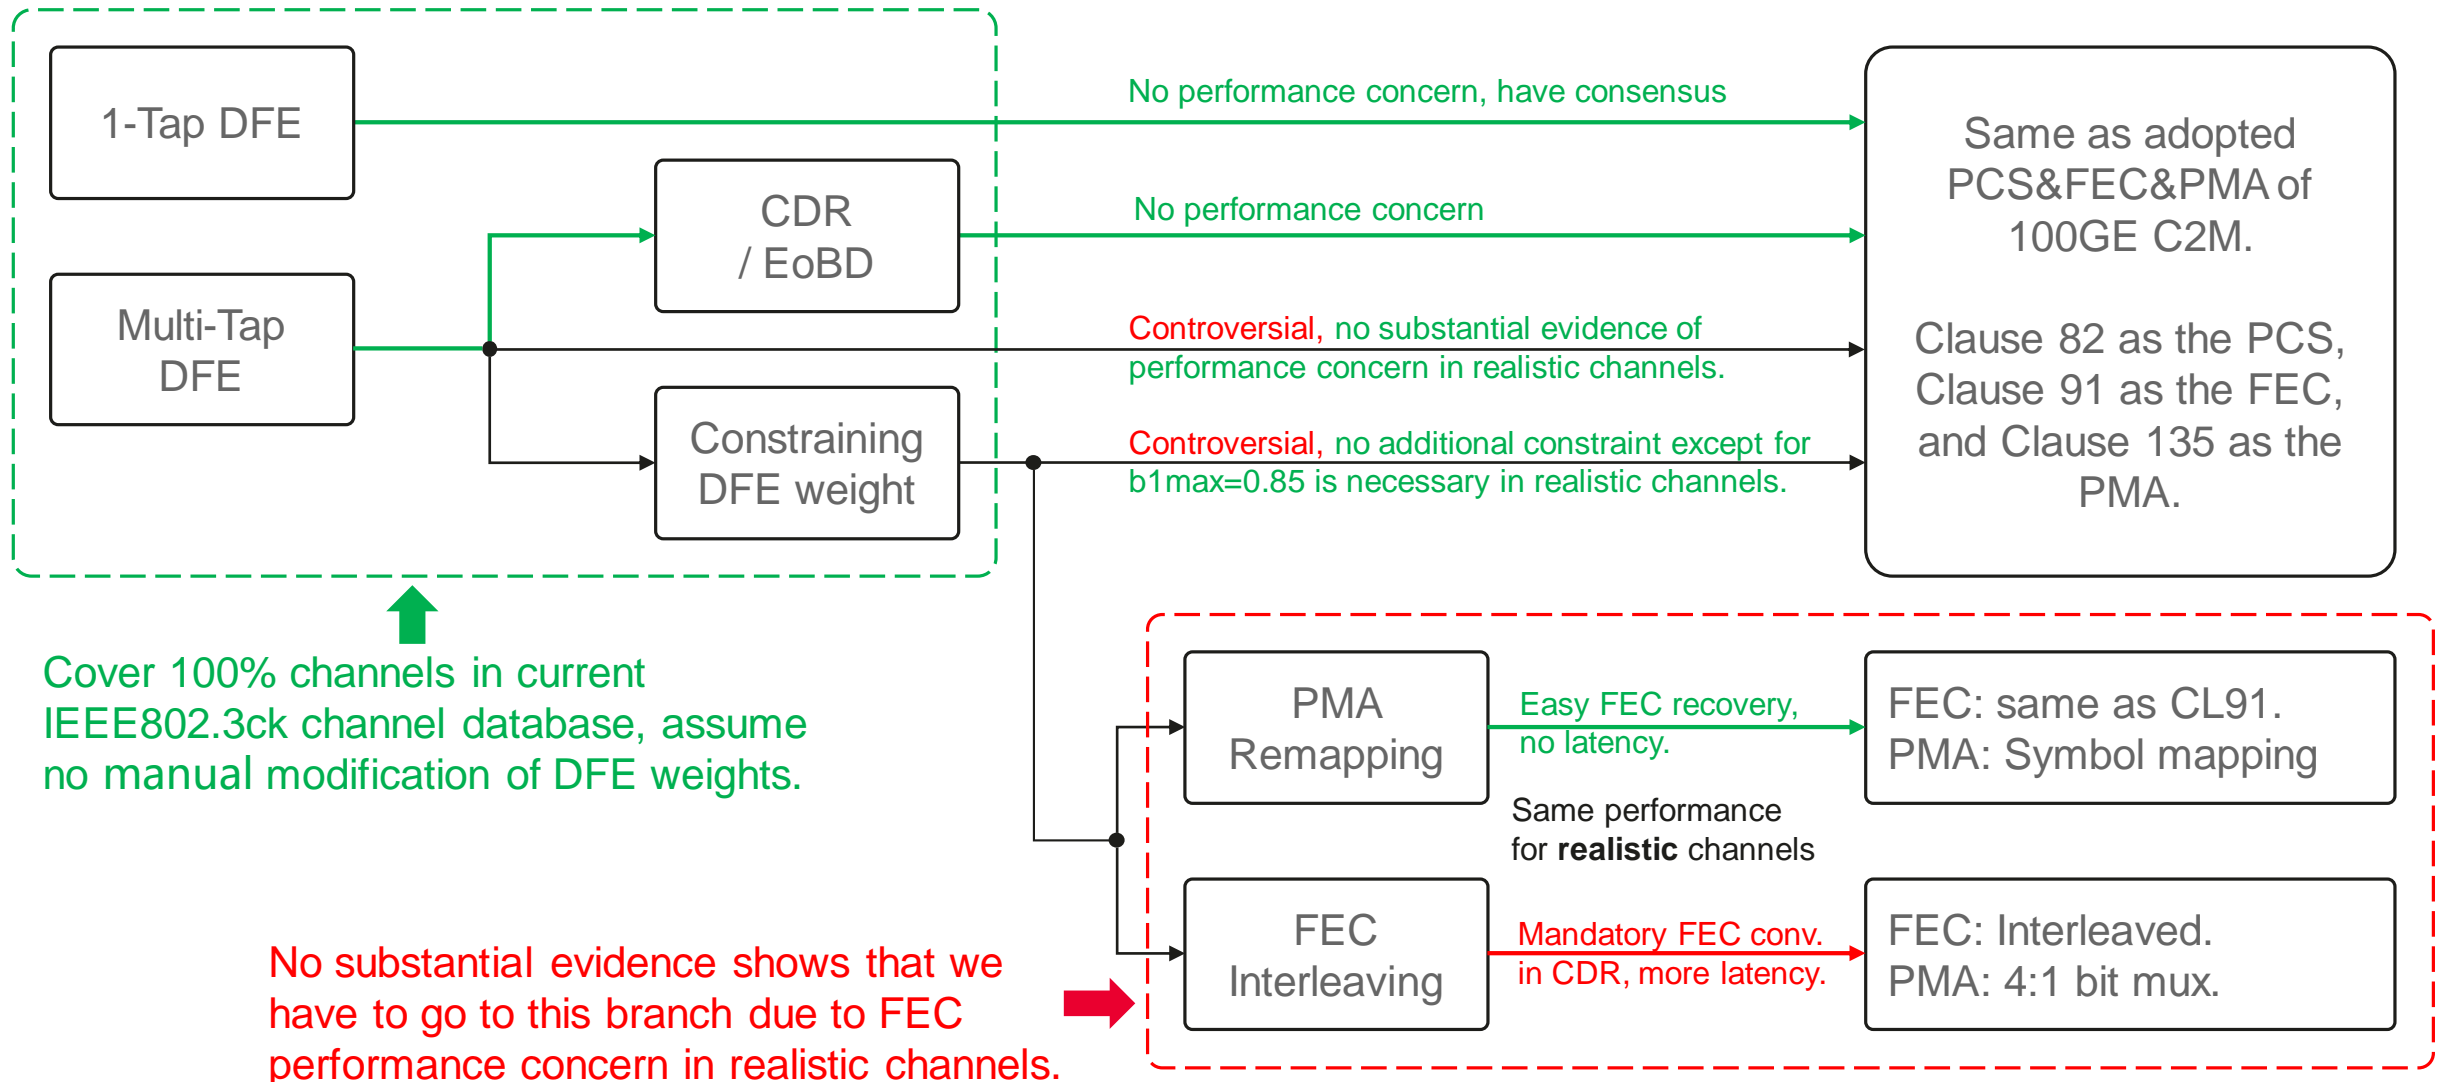 1-Tap DFE
Multi-Tap
DFE
CDR
/ EoBD
Constraining
DFE weight
No performance concern, have consensus
No performance concern
Controversial, no substantial evidence of
performance concern in realistic channels.
Controversial, no additional constraint except for
b1max=0.85 is necessary in realistic channels.
Same as adopted
PCS&FEC&PMA of
100GE C2M.
Clause 82 as the PCS,
Clause 91 as the FEC,
and Clause 135 as the
PMA.
Cover 100% channels in current
IEEE802.3ck channel database, assume
no manual modification of DFE weights.
PMA
Remapping
Easy FEC recovery,
no latency.
FEC: same as CL91.
PMA: Symbol mapping
Same performance
for realistic channels
FEC
Interleaving
Mandatory FEC conv.
in CDR, more latency.
FEC: Interleaved.
PMA: 4:1 bit mux.
No substantial evidence shows that we
have to go to this branch due to FEC
performance concern in realistic channels.